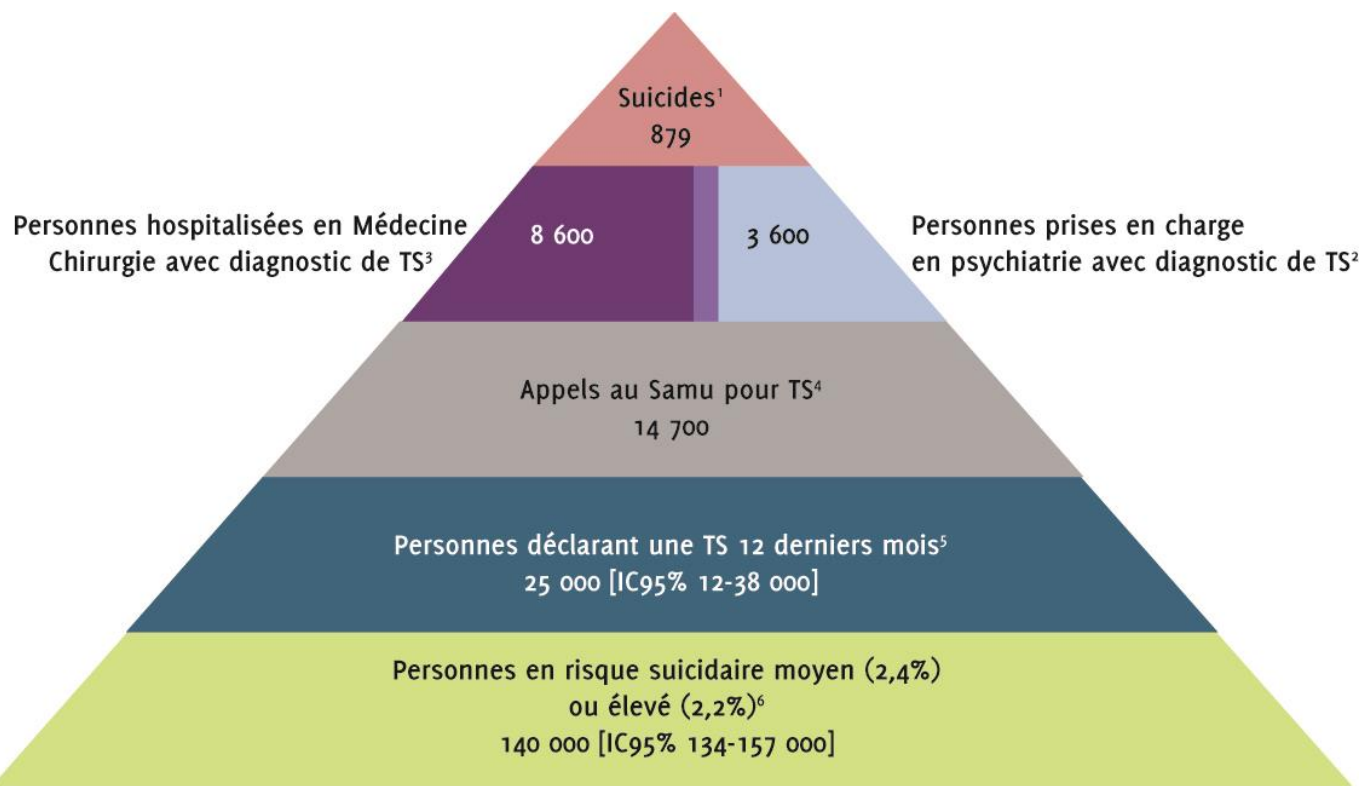 Suicides¹
879
Personnes hospitalisées en Médecine
Chirurgie avec diagnostic de TS³
8 600
3 600
Personnes prises en charge
en psychiatrie avec diagnostic de TS²
Appels au Samu pour TS⁴
14 700
Personnes déclarant une TS 12 derniers mois⁵
25 000 [IC95% 12-38 000]
Personnes en risque suicidaire moyen (2,4%)
ou élevé (2,2%)⁶
140 000 [IC95% 134-157 000]